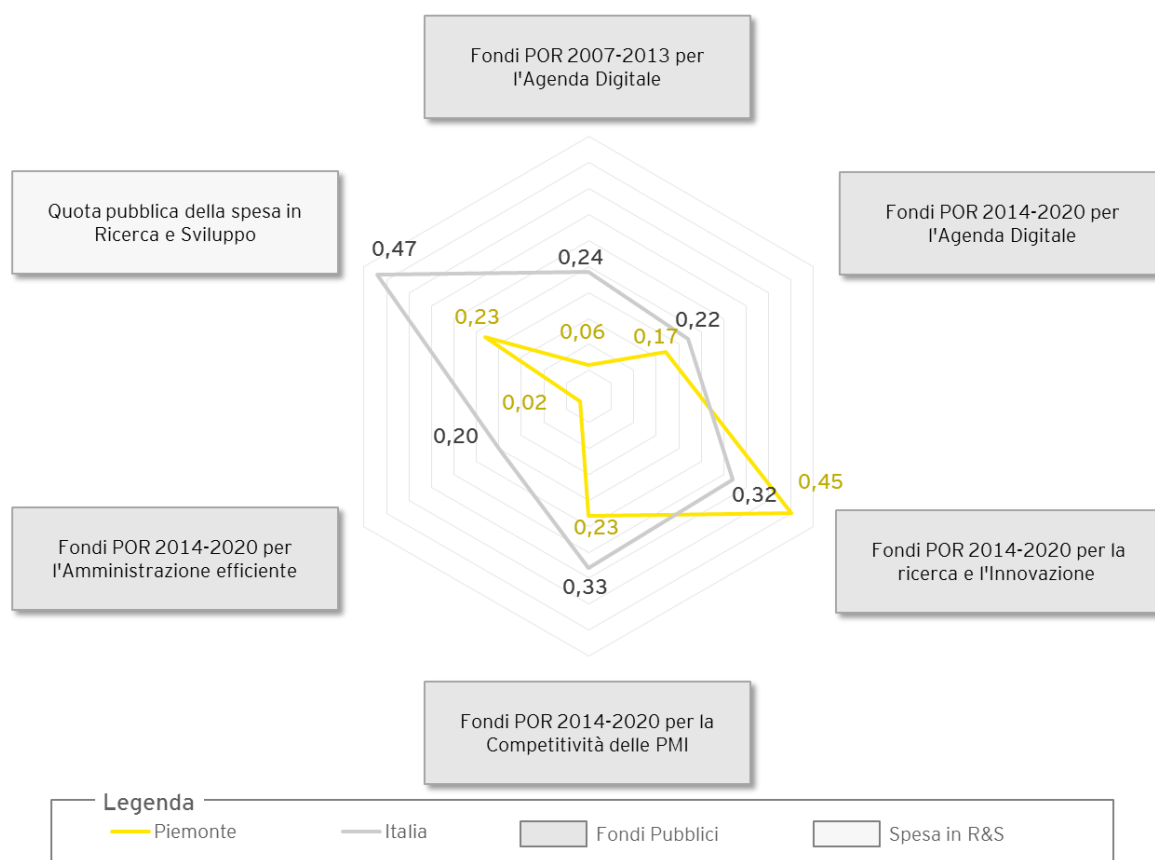 Fondi POR 2007-2013 per
l'Agenda Digitale
Quota pubblica della spesa in
Ricerca e Sviluppo
Fondi POR 2014-2020 per
l'Agenda Digitale
0,47
0,24
0,22
0,23
0,06
0,17
0,02
0,20
0,45
0,32
0,23
0,33
Fondi POR 2014-2020 per
l'Amministrazione efficiente
Fondi POR 2014-2020 per la
ricerca e l'Innovazione
Fondi POR 2014-2020 per la
Competitività delle PMI
Legenda
Piemonte
Italia
Fondi Pubblici
Spesa in R&S